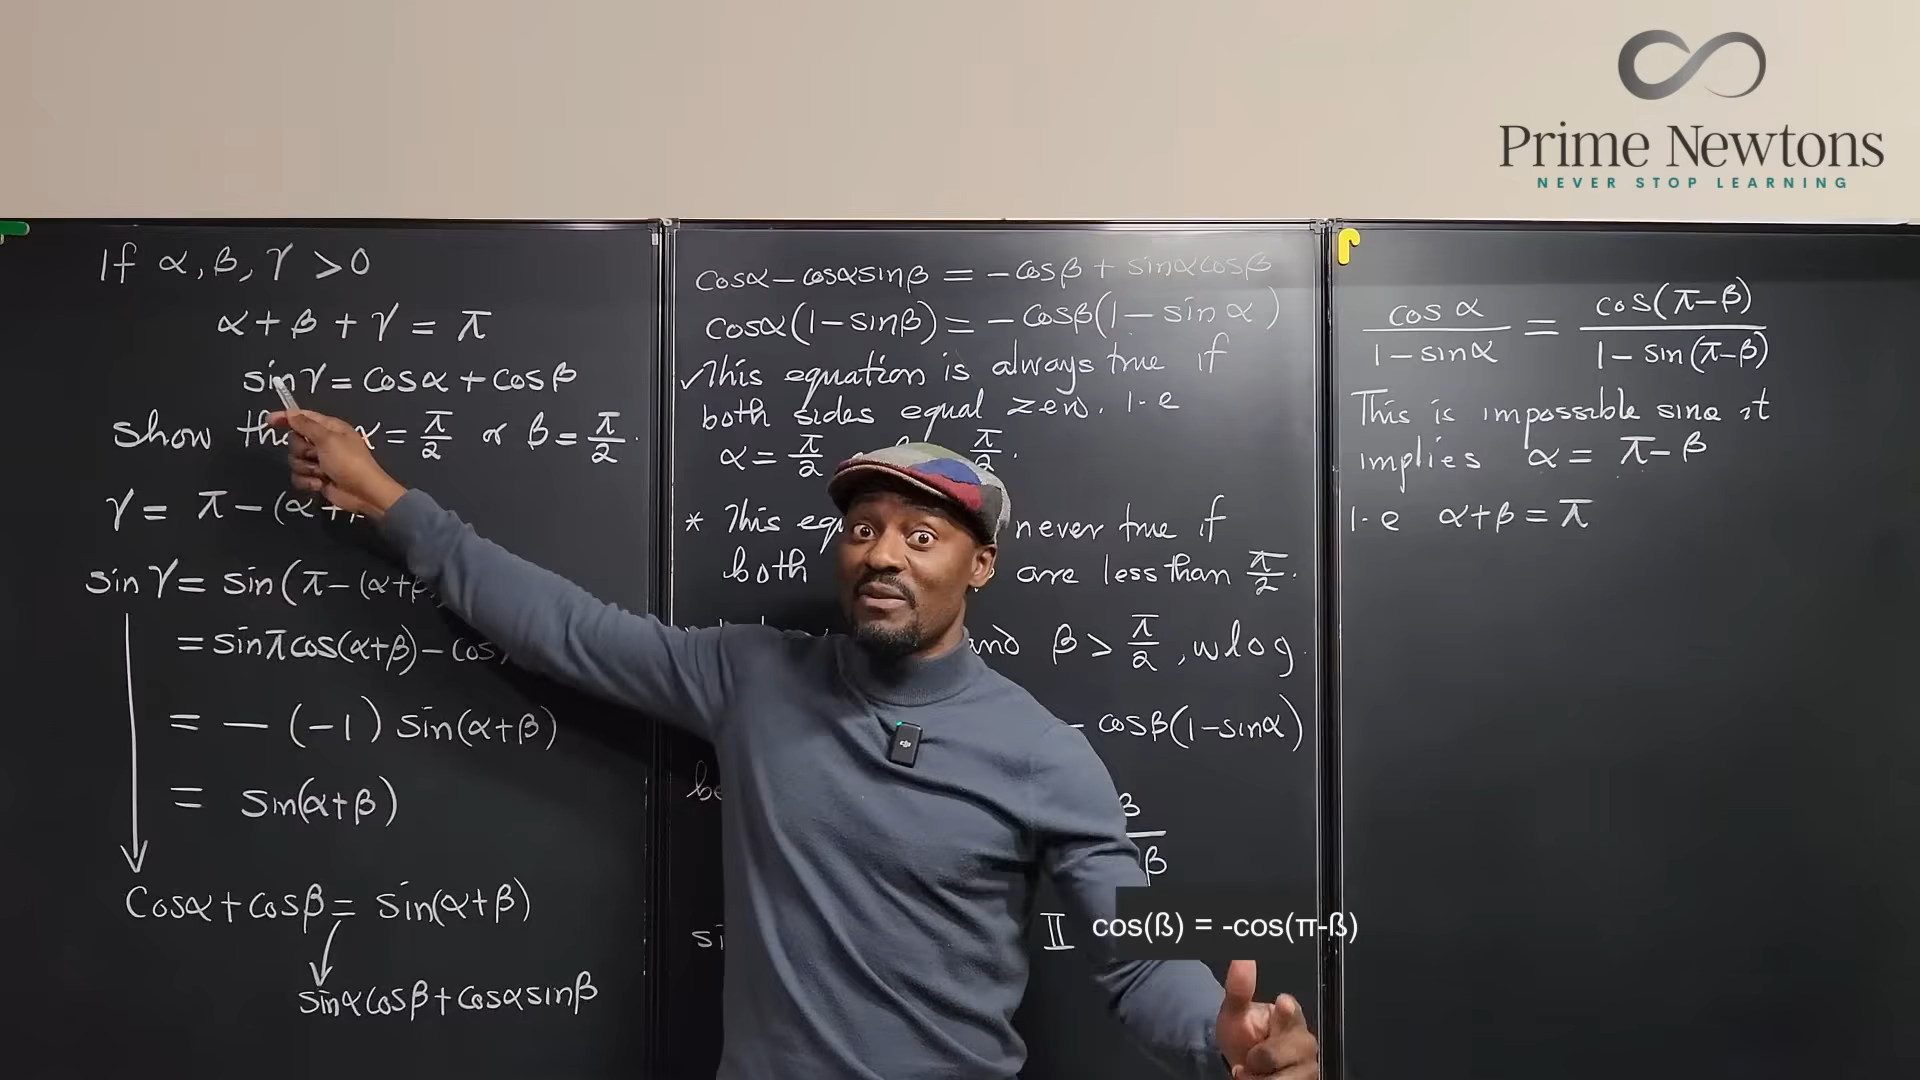 Prime Newtons
NEVER STOP LEARNING
If α, β, γ > 0
α + β + γ = π
sin γ = cos α + cos β
show α = π/2 or β = π/2.
γ = π - (α +
sin γ = sin(π - (α+β
= sin π cos(α+β) - cos
= - (-1) sin(α+β)
= sin(α+β)
cos α + cos β = sin(α+β)
sin α cos β + cos α sin β
cos α - cos α sin β = - cos β + sin α cos β
cos α (1 - sin β) = - cos β (1 - sin α)
✓ This equation is always true if
both sides equal zero. i.e
α = π/2 π/2.
* This never true if
both are less than π/2.
and β > π/2, wlog.
- cos β (1 - sin α)
β
β
II cos(ß) = -cos(π-ß)
cos α / (1 - sin α) = cos(π-β) / (1 - sin(π-β))
This is impossible since it
implies α = π - β
i.e α + β = π